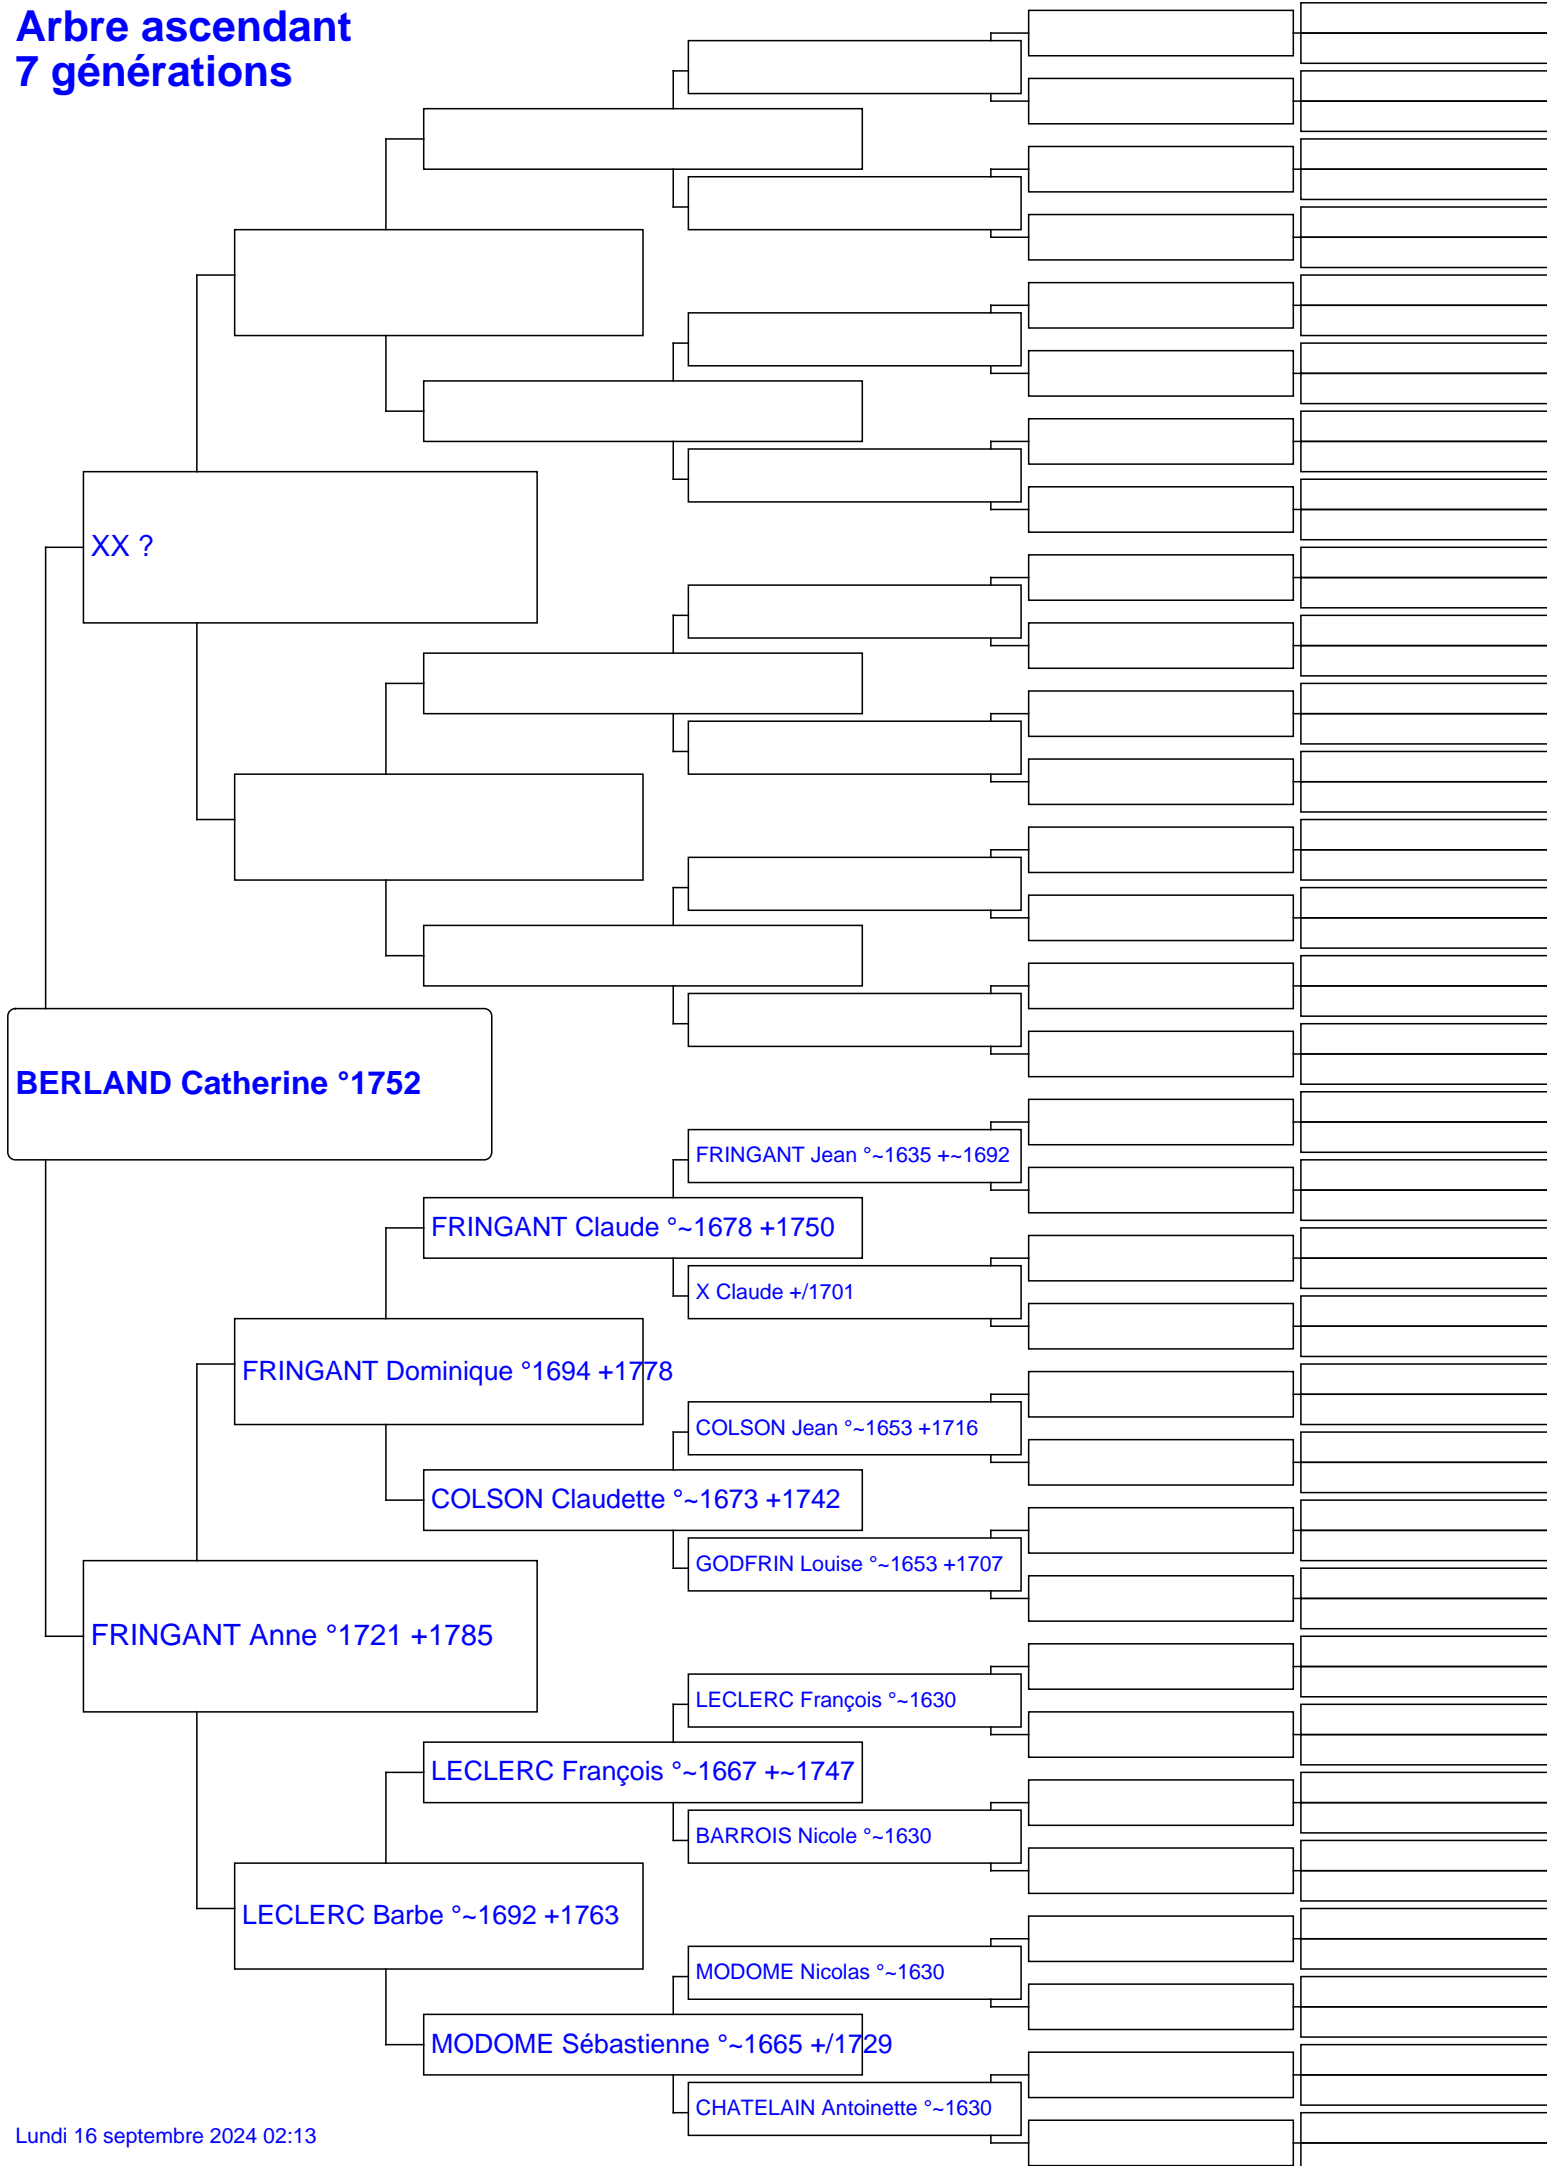 Arbre ascendant
7 générations
XX ?
BERLAND Catherine °1752
FRINGANT Jean °~1635 +~1692
FRINGANT Claude °~1678 +1750
X Claude +/1701
FRINGANT Dominique °1694 +1778
COLSON Jean °~1653 +1716
COLSON Claudette °~1673 +1742
GODFRIN Louise °~1653 +1707
FRINGANT Anne °1721 +1785
LECLERC François °~1630
LECLERC François °~1667 +~1747
BARROIS Nicole °~1630
LECLERC Barbe °~1692 +1763
MODOME Nicolas °~1630
MODOME Sébastienne °~1665 +/1729
CHATELAIN Antoinette °~1630
Lundi 16 septembre 2024 02:13